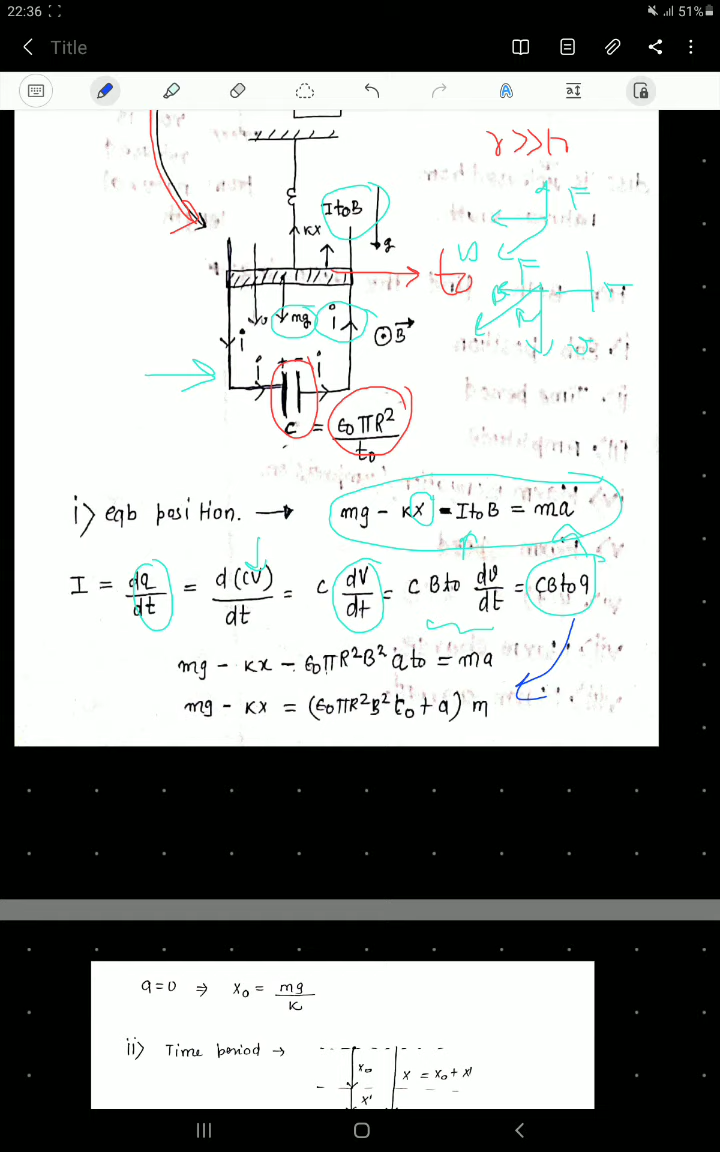 22:36
51%
Title
r>>h
I t₀ B
g
kx
F
t₀
F
mg
i
v
i
B⃗
v
i + - i
c = ε₀πR²/t₀
i) eqb position. → mg - kx - It₀B = ma
I = dq/dt = d(CV)/dt = C dV/dt = C Bt₀ dv/dt = CBt₀a
mg - kx - ε₀πR²B²at₀ = ma
mg - kx = (ε₀πR²B²t₀ + a) m
a = 0 ⇒ x₀ = mg/k
ii) Time period →
x₀
x = x₀ + x'
x'